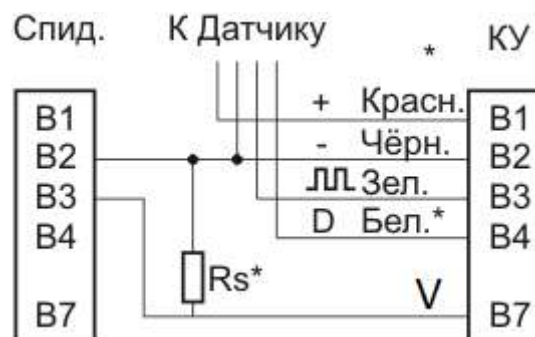 Спид. К Датчику * КУ
B1 + Красн. B1
B2 - Чёрн. B2
B3 Зел. B3
B4 D Бел.* B4
Rs*
B7 V B7